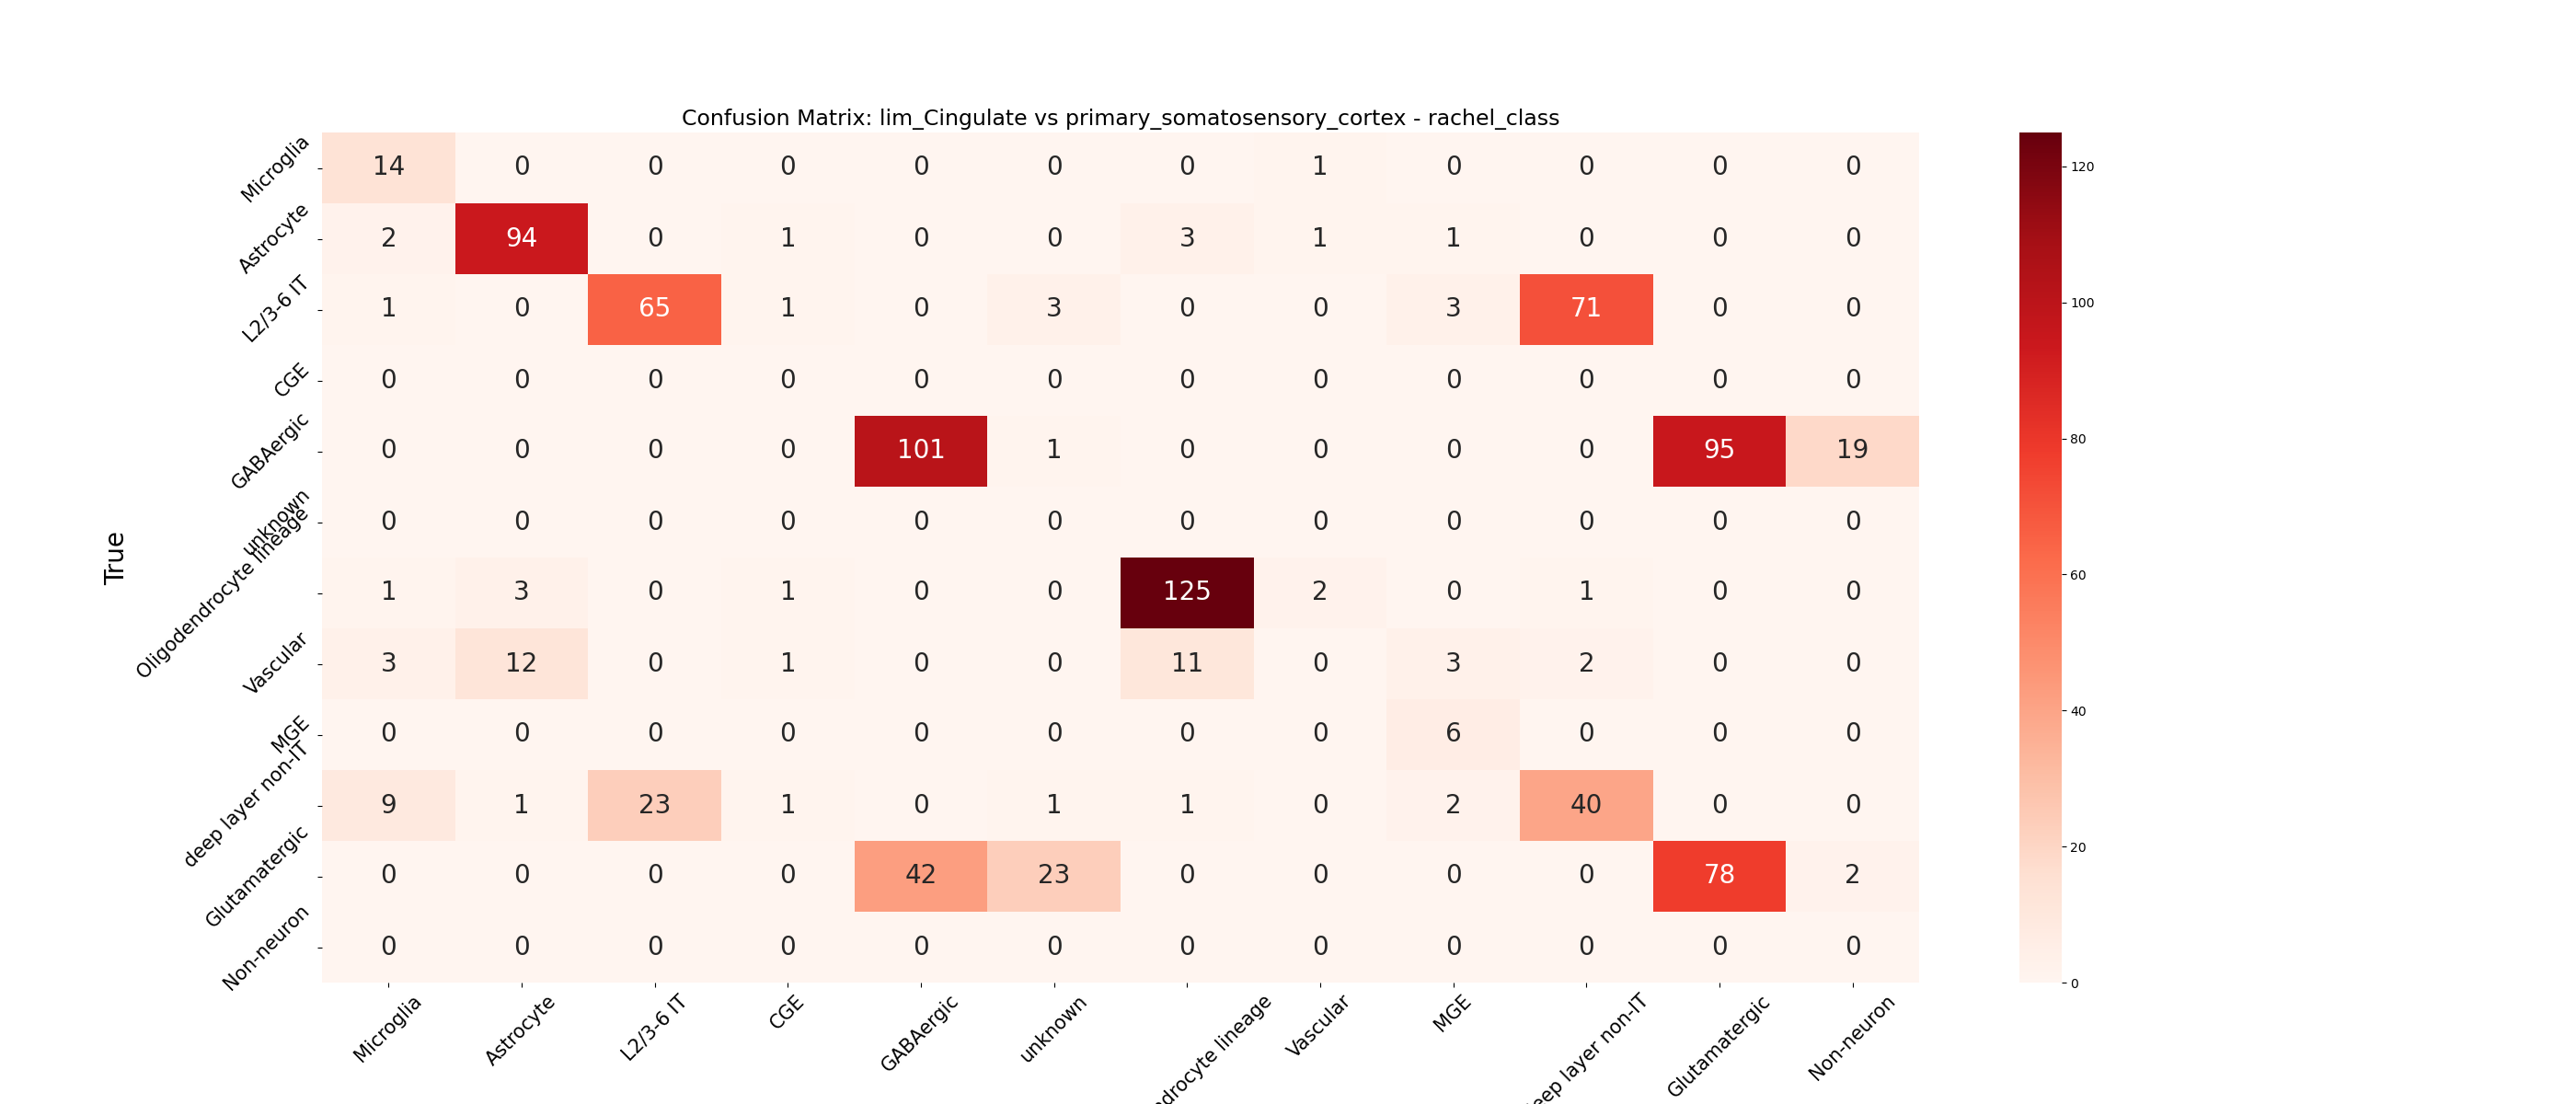 Confusion Matrix: lim_Cingulate vs primary_somatosensory_cortex - rachel_class
Microglia 14 0 0 0 0 0 0 1 0 0 0 0
Astrocyte 2 94 0 1 0 0 3 1 1 0 0 0
L2/3-6 IT 1 0 65 1 0 3 0 0 3 71 0 0
CGE 0 0 0 0 0 0 0 0 0 0 0 0
GABAergic 0 0 0 0 101 1 0 0 0 0 95 19
unknown 0 0 0 0 0 0 0 0 0 0 0 0
Oligodendrocyte lineage 1 3 0 1 0 0 125 2 0 1 0 0
Vascular 3 12 0 1 0 0 11 0 3 2 0 0
MGE 0 0 0 0 0 0 0 0 6 0 0 0
deep layer non-IT 9 1 23 1 0 1 1 0 2 40 0 0
Glutamatergic 0 0 0 0 42 23 0 0 0 0 78 2
Non-neuron 0 0 0 0 0 0 0 0 0 0 0 0
True
Microglia Astrocyte L2/3-6 IT CGE GABAergic unknown ndrocyte lineage Vascular MGE eep layer non-IT Glutamatergic Non-neuron
120
100
80
60
40
20
0